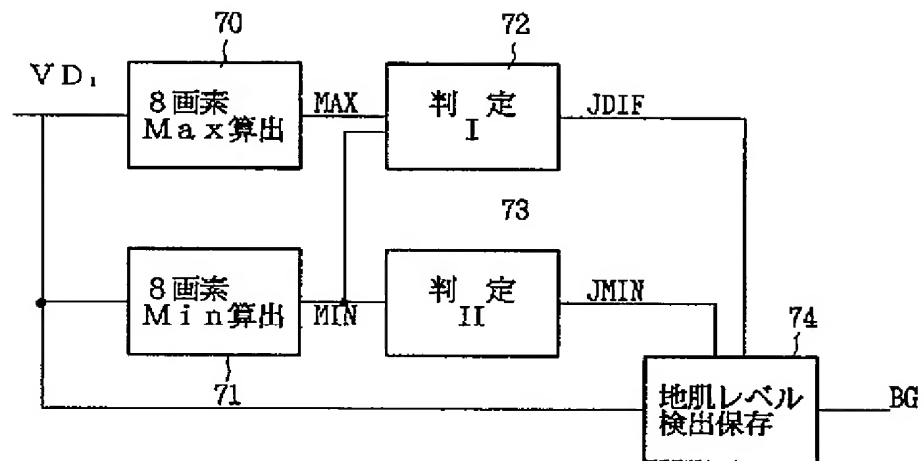 70
72
VD₁
8画素
Max算出
MAX
判 定
I
JDIF
73
8画素
Min算出
MIN
判 定
II
JMIN
71
74
地肌レベル
検出保存
BG